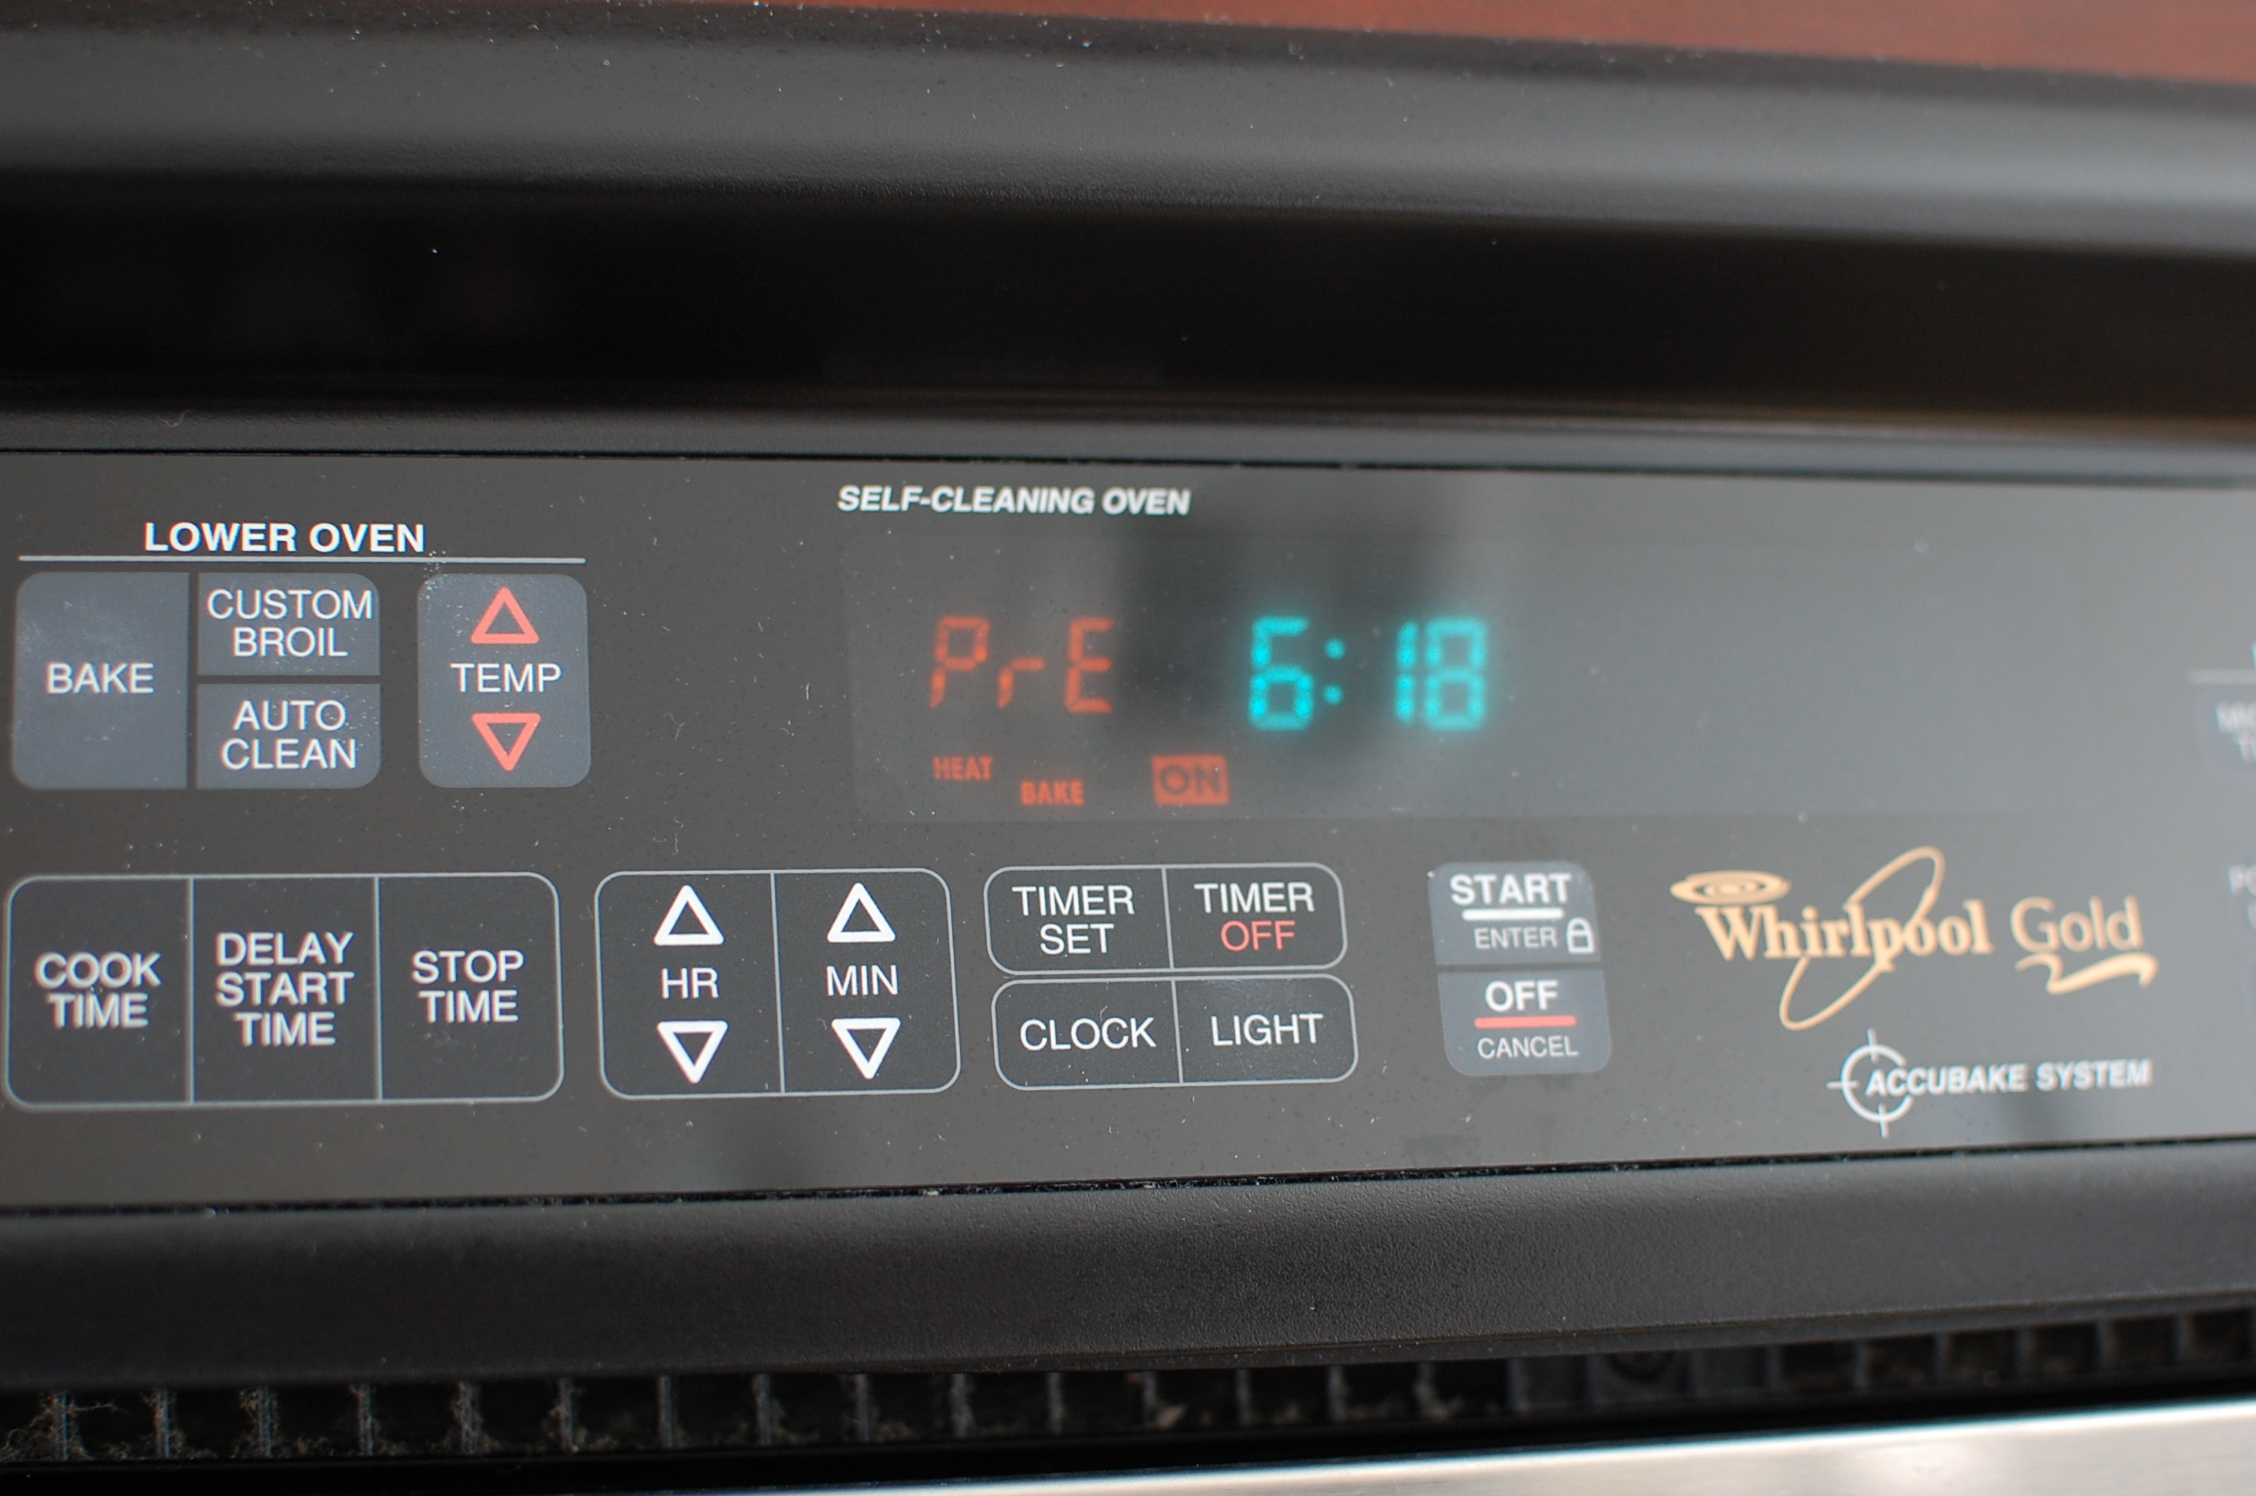 SELF-CLEANING OVEN
LOWER OVEN
BAKE
CUSTOM
BROIL
AUTO
CLEAN
TEMP
PrE 6:18
HEAT
BAKE
ON
COOK
TIME
DELAY
START
TIME
STOP
TIME
HR
MIN
TIMER
SET
TIMER
OFF
CLOCK
LIGHT
START
ENTER
OFF
CANCEL
Whirlpool Gold
ACCUBAKE SYSTEM